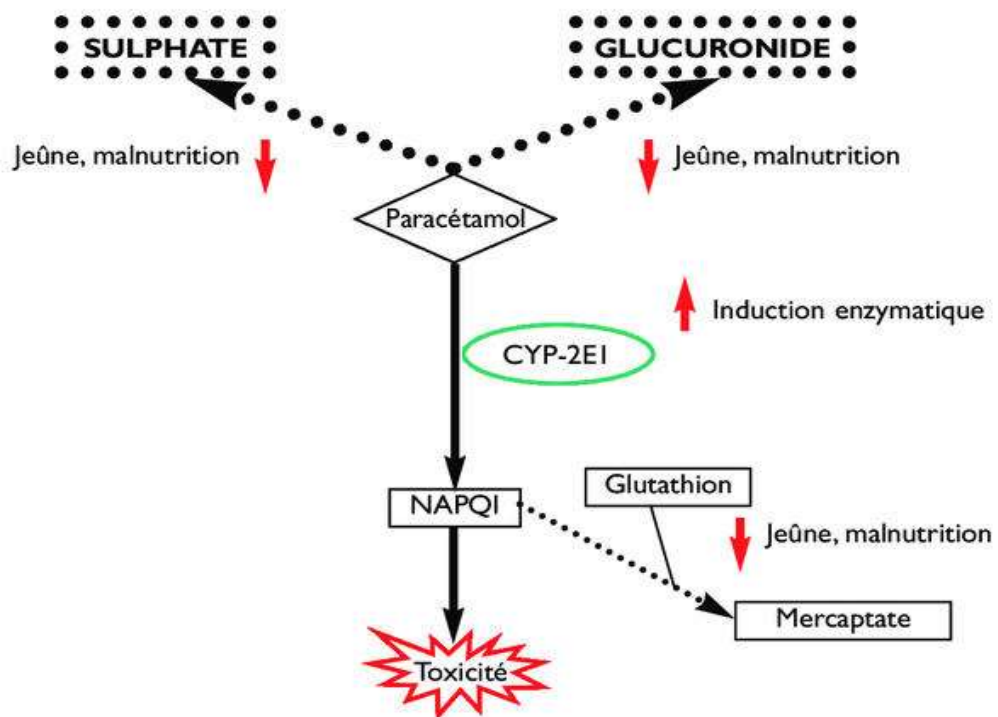 SULPHATE
GLUCURONIDE
Jeûne, malnutrition
Jeûne, malnutrition
Paracétamol
Induction enzymatique
CYP-2E1
Glutathion
NAPQI
Jeûne, malnutrition
Mercaptate
Toxicité